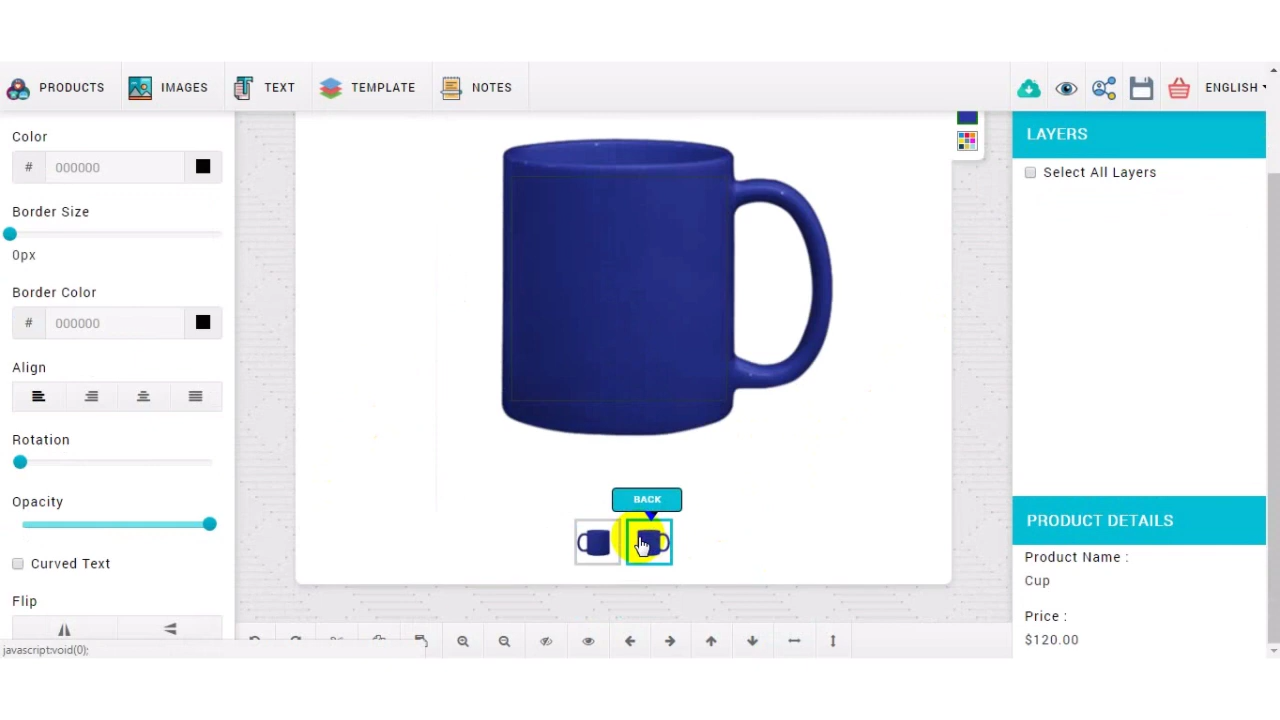 PRODUCTS
IMAGES
TEXT
TEMPLATE
NOTES
ENGLISH
Color
# 000000
Border Size
0px
Border Color
# 000000
Align
Rotation
Opacity
Curved Text
Flip
javascript:void(0);
BACK
LAYERS
Select All Layers
PRODUCT DETAILS
Product Name :
Cup
Price :
$120.00